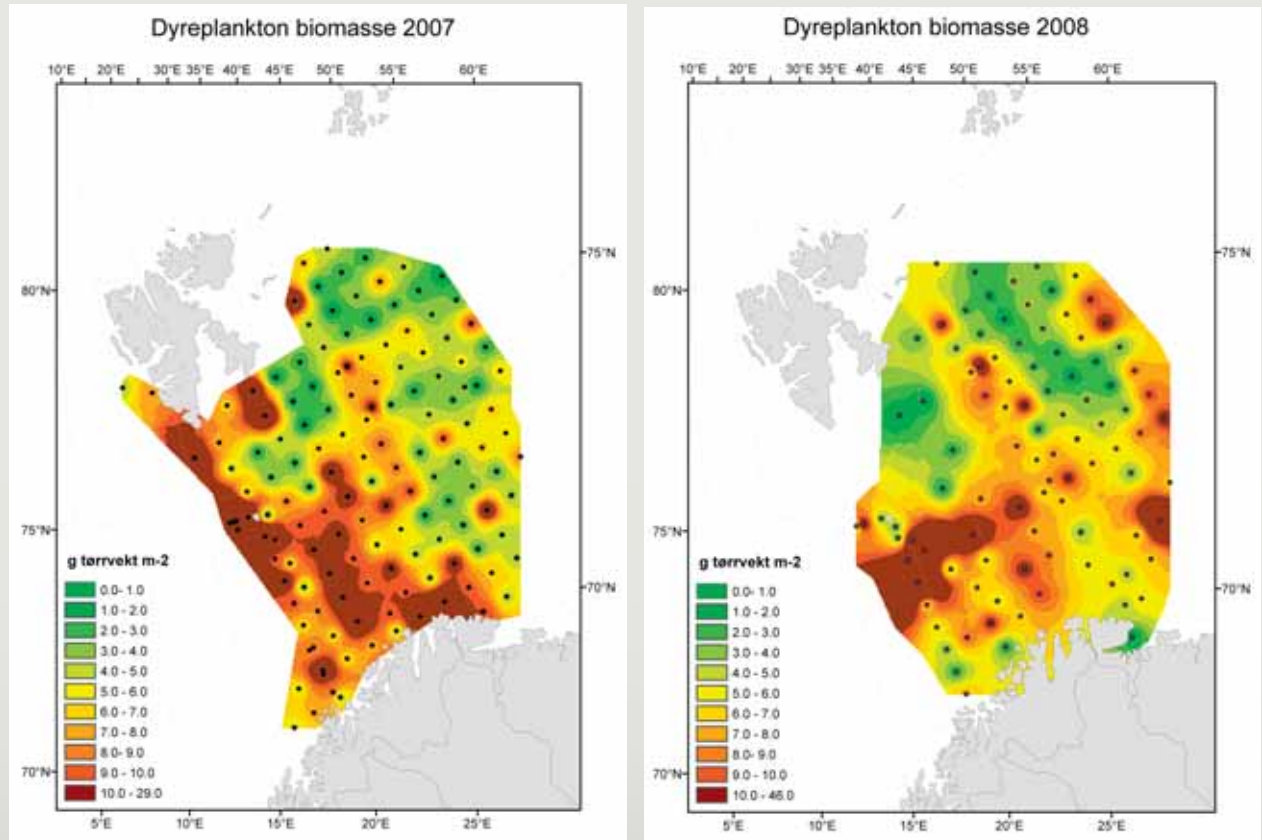 Dyreplankton biomasse 2007
10°E 20°E 30°E 35°E 40°E 45°E 50°E 55°E 60°E
75°N
80°N
75°N
70°N
g tørrvekt m-2
0.0- 1.0
1.0 - 2.0
2.0 - 3.0
3.0 - 4.0
4.0 - 5.0
5.0 - 6.0
6.0 - 7.0
7.0 - 8.0
8.0- 9.0
9.0 - 10.0
10.0 - 29.0
70°N
5°E 10°E 15°E 20°E 25°E
Dyreplankton biomasse 2008
10°E 20°E 30°E 35°E 40°E 45°E 50°E 55°E 60°E
75°N
80°N
75°N
70°N
g tørrvekt m-2
0.0- 1.0
1.0 - 2.0
2.0 - 3.0
3.0 - 4.0
4.0 - 5.0
5.0 - 6.0
6.0 - 7.0
7.0 - 8.0
8.0- 9.0
9.0 - 10.0
10.0 - 46.0
70°N
5°E 10°E 15°E 20°E 25°E